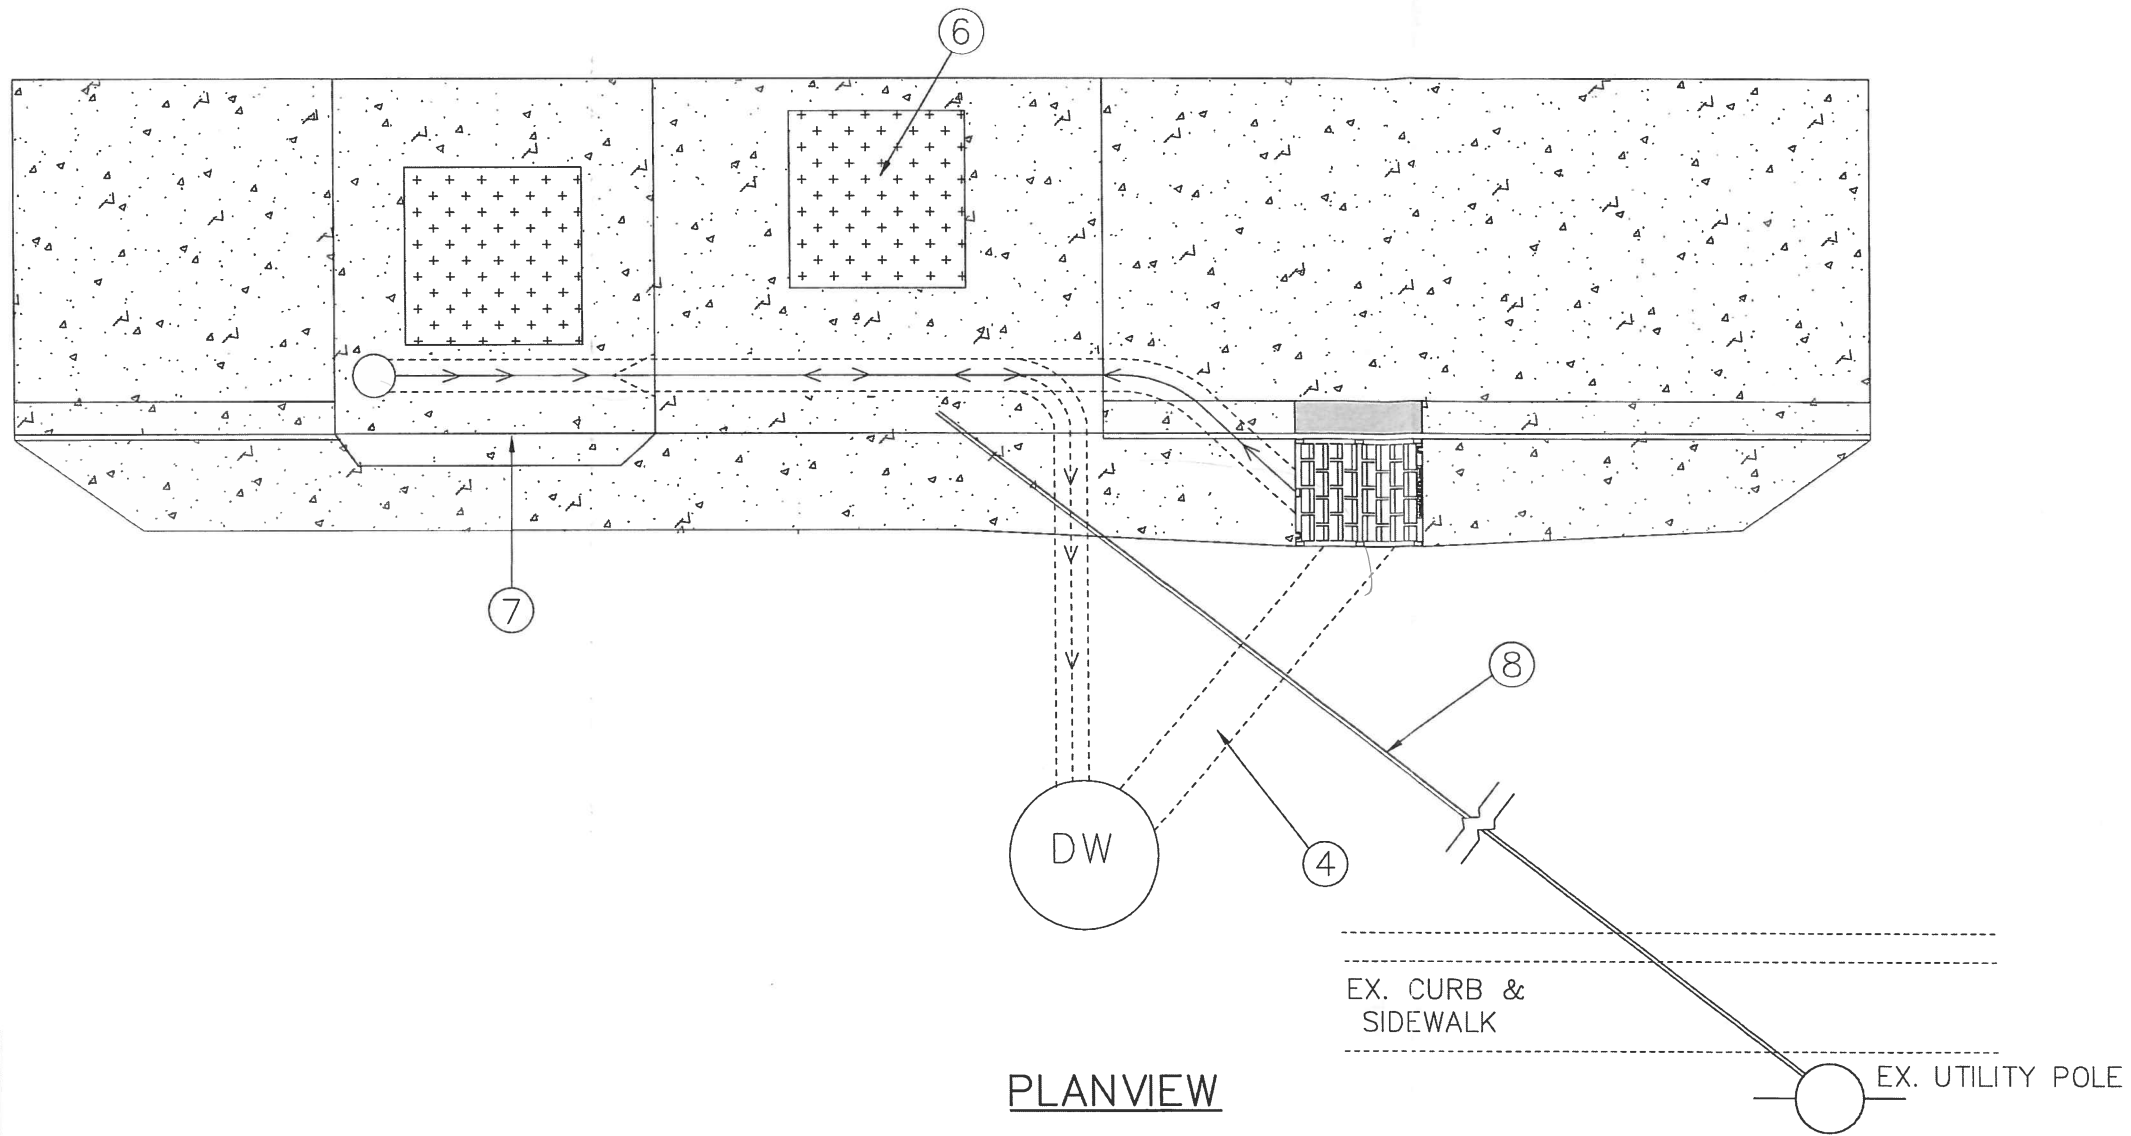 6
7
8
DW
4
EX. CURB &
SIDEWALK
EX. UTILITY POLE
PLANVIEW